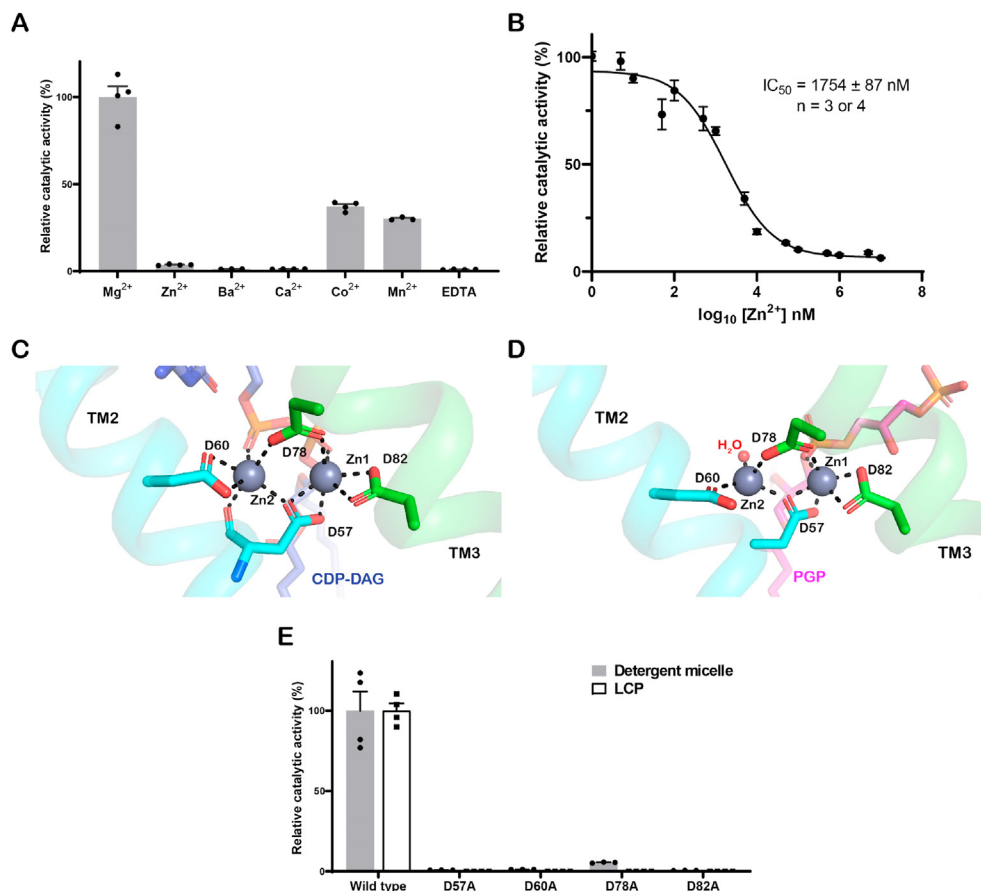 A
Relative catalytic activity (%)
100
50
0
Mg²⁺ Zn²⁺ Ba²⁺ Ca²⁺ Co²⁺ Mn²⁺ EDTA
B
Relative catalytic activity (%)
100
50
0
IC₅₀ = 1754 ± 87 nM
n = 3 or 4
0 2 4 6 8
log₁₀ [Zn²⁺] nM
C
TM2
D60
D78
Zn1
D82
Zn2
D57
TM3
CDP-DAG
D
TM2
H₂O
D78
Zn1
D60
D82
Zn2
D57
TM3
PGP
E
Relative catalytic activity (%)
100
50
0
Detergent micelle
LCP
Wild type D57A D60A D78A D82A